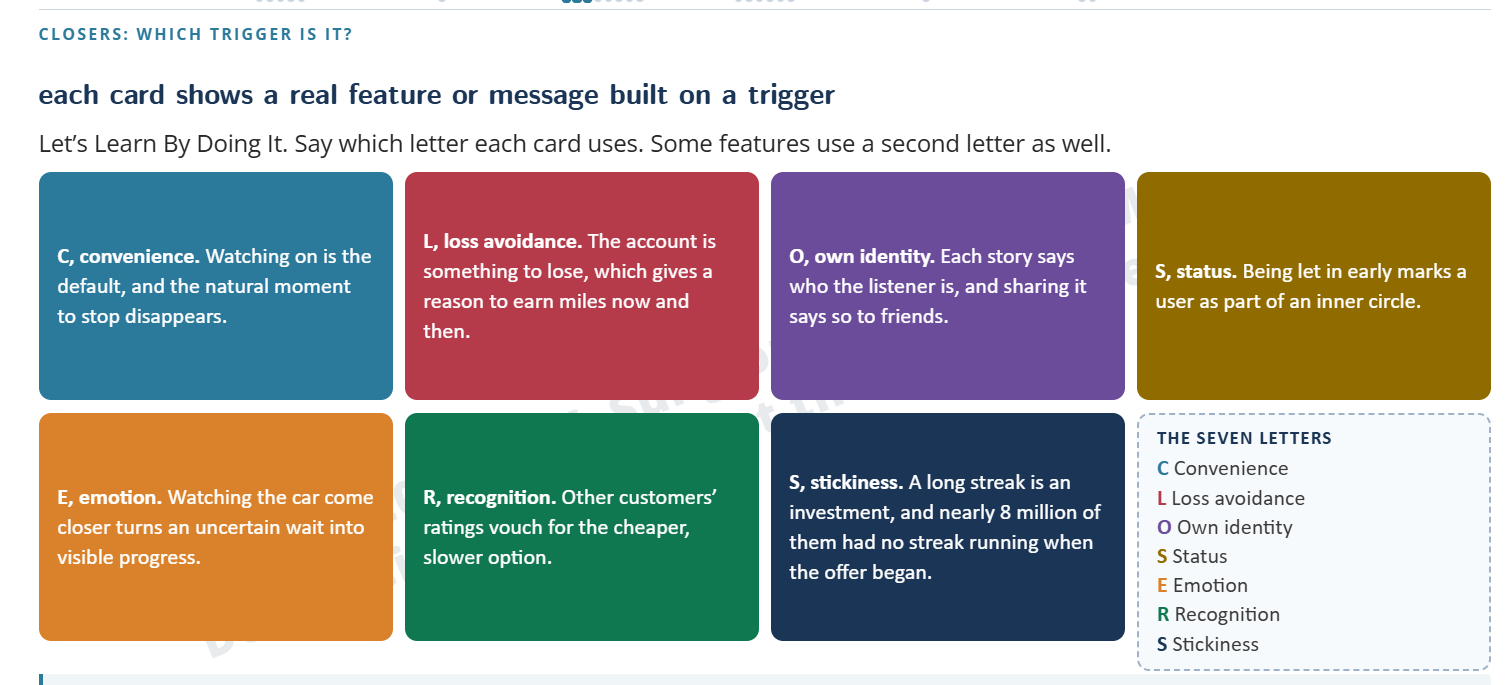 CLOSERS: WHICH TRIGGER IS IT?
each card shows a real feature or message built on a trigger
Let’s Learn By Doing It. Say which letter each card uses. Some features use a second letter as well.
C, convenience. Watching on is the
default, and the natural moment
to stop disappears.
L, loss avoidance. The account is
something to lose, which gives a
reason to earn miles now and
then.
O, own identity. Each story says
who the listener is, and sharing it
says so to friends.
S, status. Being let in early marks a
user as part of an inner circle.
E, emotion. Watching the car come
closer turns an uncertain wait into
visible progress.
R, recognition. Other customers’
ratings vouch for the cheaper,
slower option.
S, stickiness. A long streak is an
investment, and nearly 8 million of
them had no streak running when
the offer began.
THE SEVEN LETTERS
C Convenience
L Loss avoidance
O Own identity
S Status
E Emotion
R Recognition
S Stickiness